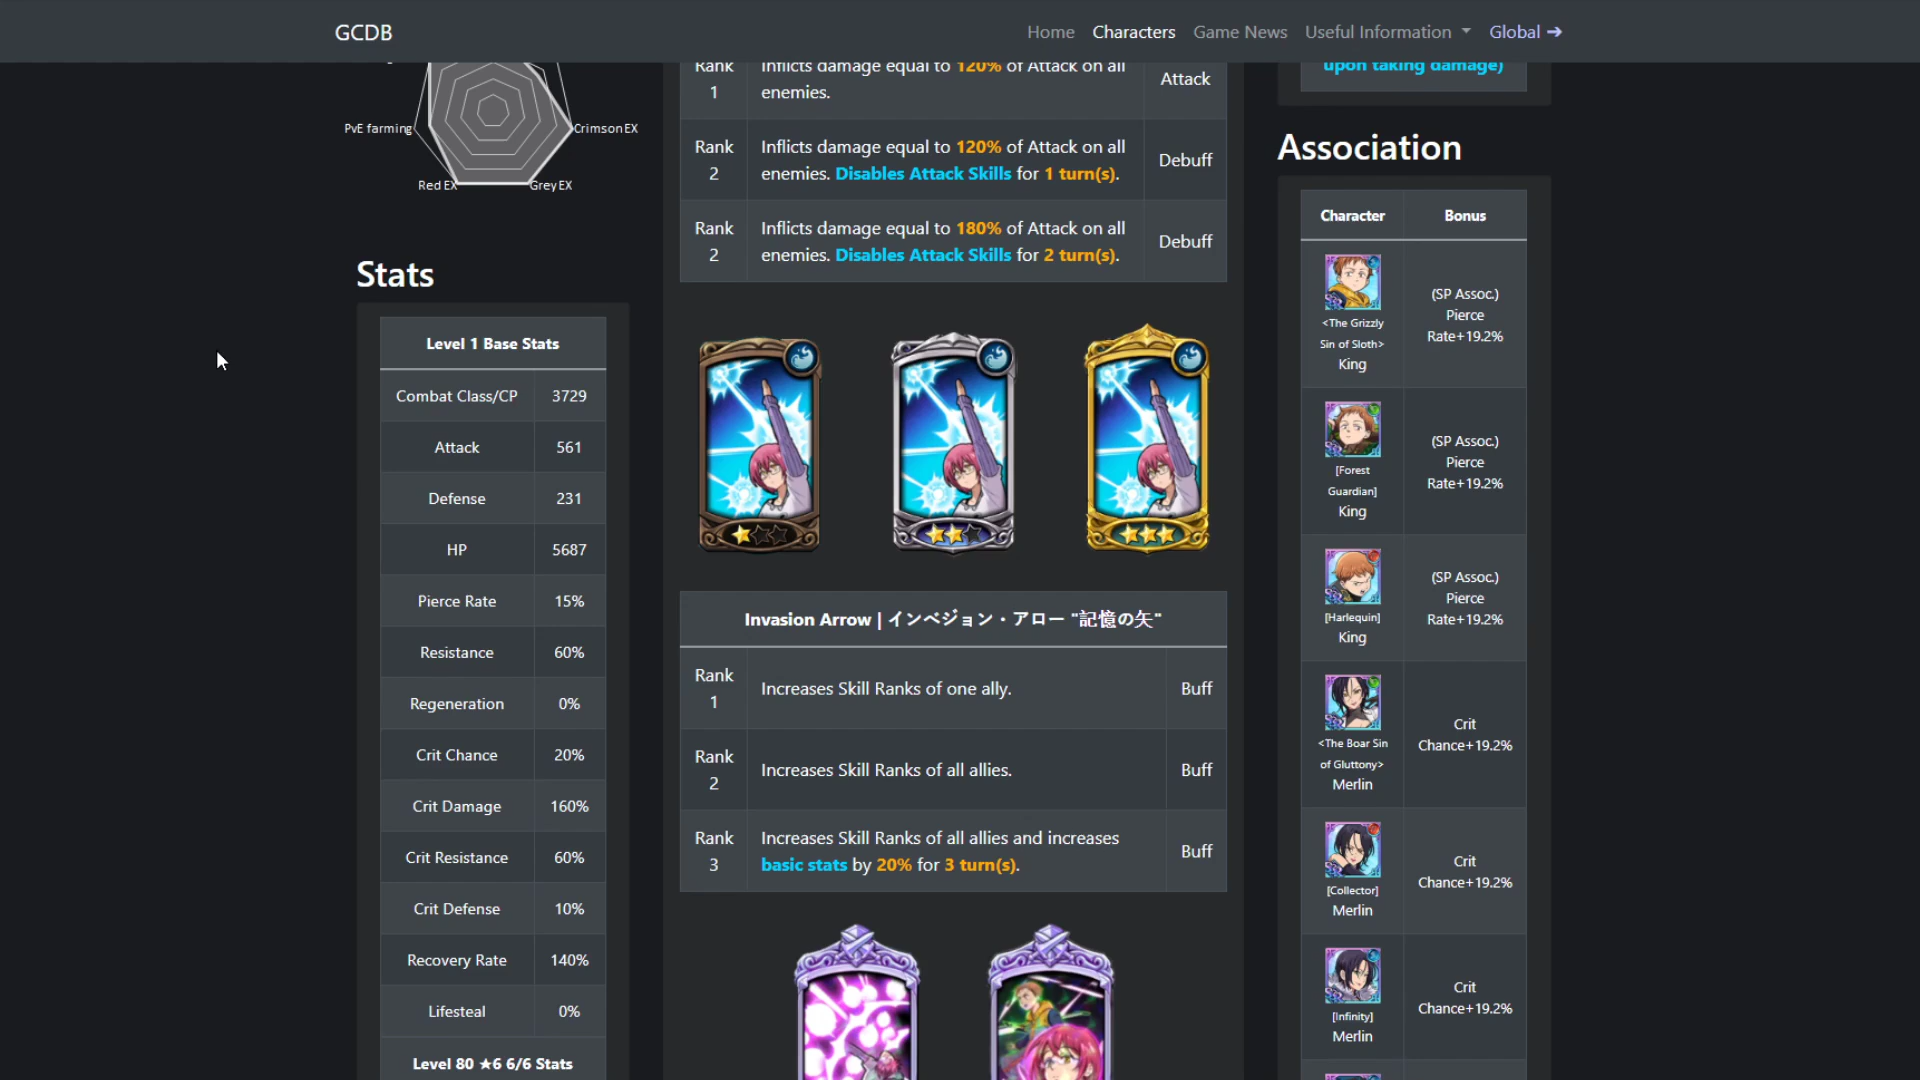 GCDB
Home Characters Game News Useful Information Global ➔
PvE farming
Crimson EX
Red EX
Grey EX
Stats
Level 1 Base Stats
Combat Class/CP 3729
Attack 561
Defense 231
HP 5687
Pierce Rate 15%
Resistance 60%
Regeneration 0%
Crit Chance 20%
Crit Damage 160%
Crit Resistance 60%
Crit Defense 10%
Recovery Rate 140%
Lifesteal 0%
Level 80 ★6 6/6 Stats
Rank
1
Inflicts damage equal to 120% of Attack on all
enemies.
Attack
Rank
2
Inflicts damage equal to 120% of Attack on all
enemies. Disables Attack Skills for 1 turn(s).
Debuff
Rank
2
Inflicts damage equal to 180% of Attack on all
enemies. Disables Attack Skills for 2 turn(s).
Debuff
Invasion Arrow | インベジョン・アロー "記憶の矢"
Rank
1
Increases Skill Ranks of one ally.
Buff
Rank
2
Increases Skill Ranks of all allies.
Buff
Rank
3
Increases Skill Ranks of all allies and increases
basic stats by 20% for 3 turn(s).
Buff
upon taking damage)
Association
Character Bonus
<The Grizzly
Sin of Sloth>
King
(SP Assoc.)
Pierce
Rate+19.2%
[Forest
Guardian]
King
(SP Assoc.)
Pierce
Rate+19.2%
[Harlequin]
King
(SP Assoc.)
Pierce
Rate+19.2%
<The Boar Sin
of Gluttony>
Merlin
Crit
Chance+19.2%
[Collector]
Merlin
Crit
Chance+19.2%
[Infinity]
Merlin
Crit
Chance+19.2%